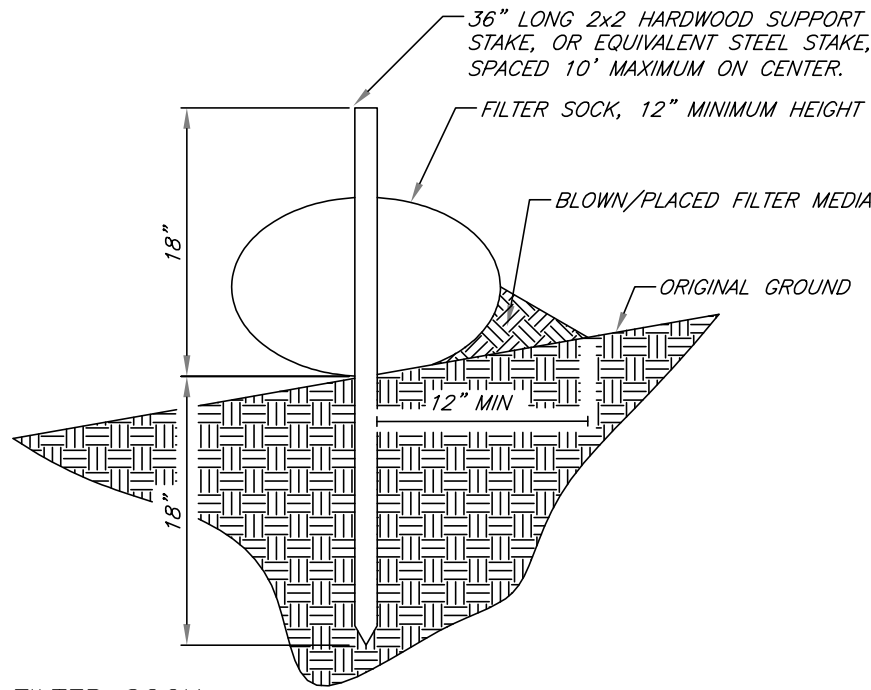 36" LONG 2x2 HARDWOOD SUPPORT
STAKE, OR EQUIVALENT STEEL STAKE,
SPACED 10' MAXIMUM ON CENTER.
FILTER SOCK, 12" MINIMUM HEIGHT
BLOWN/PLACED FILTER MEDIA
18"
ORIGINAL GROUND
12" MIN
18"